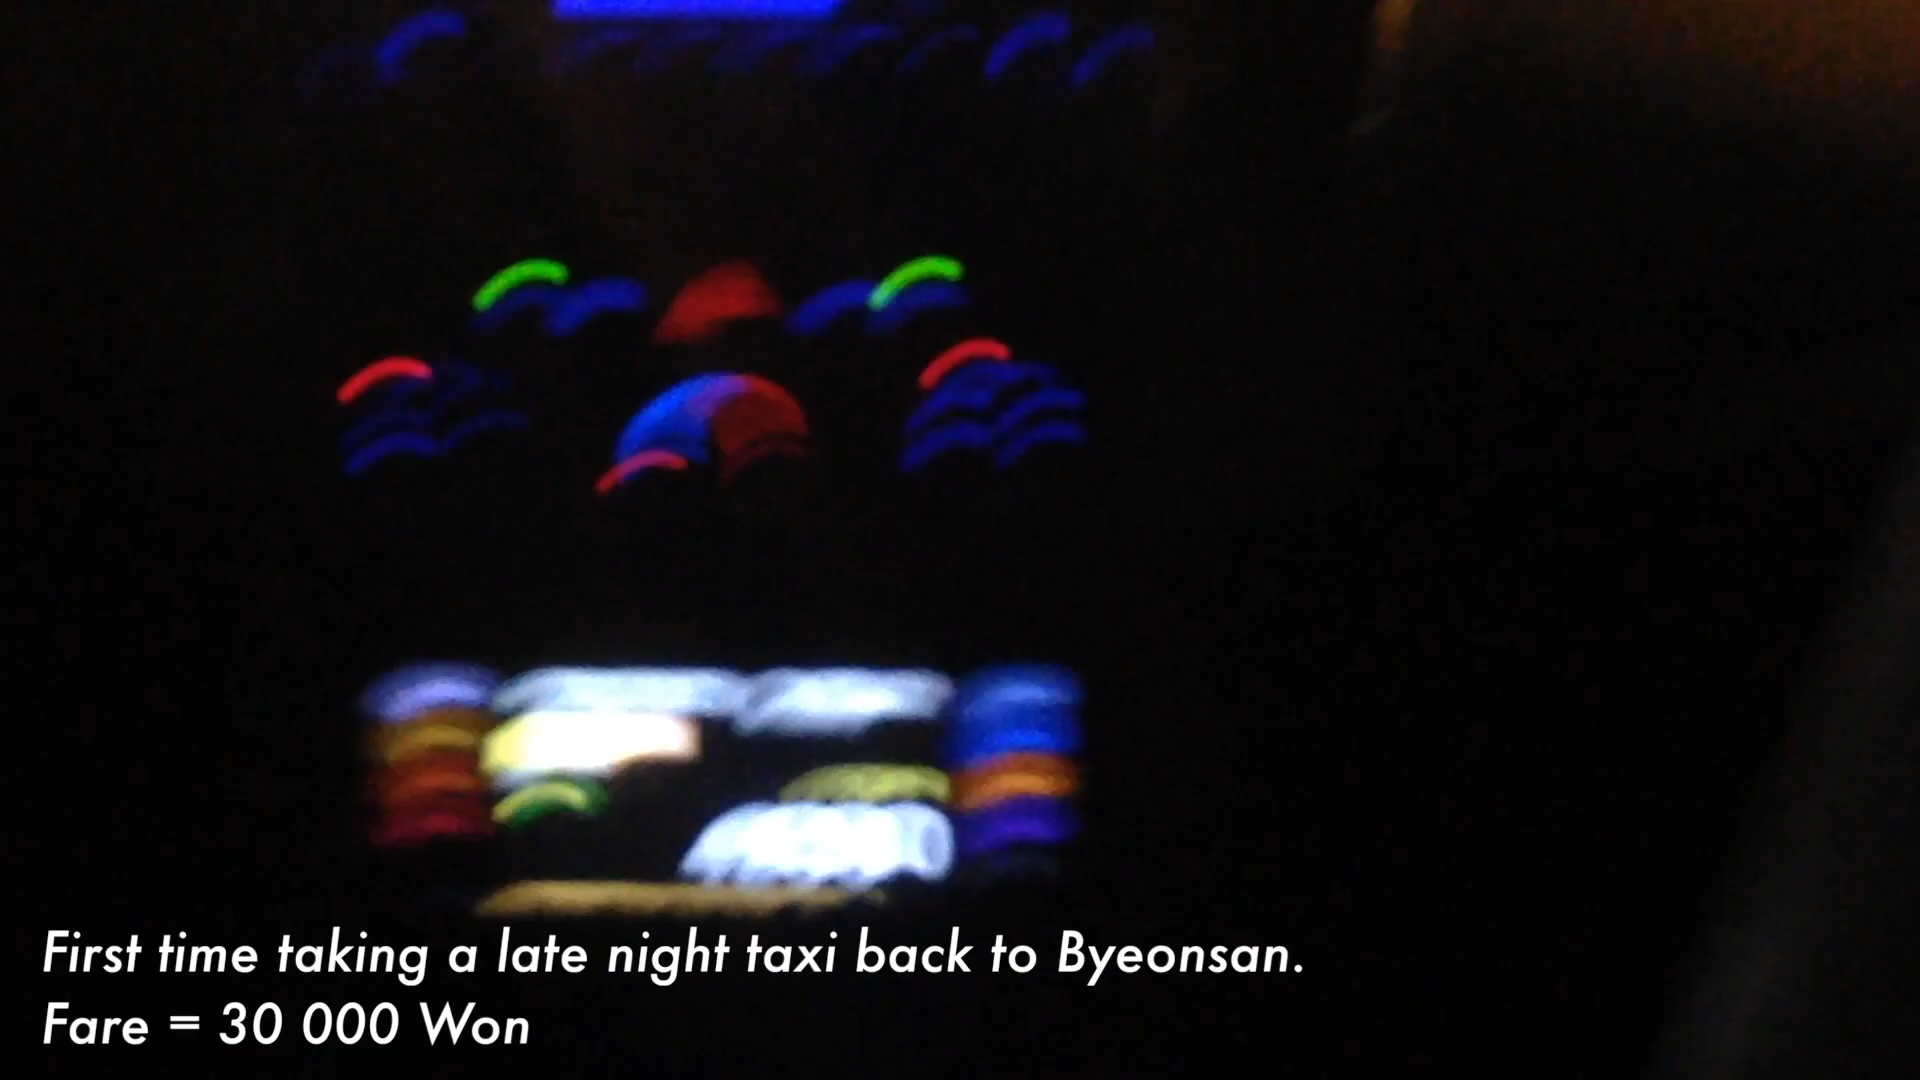 First time taking a late night taxi back to Byeonsan.
Fare = 30 000 Won